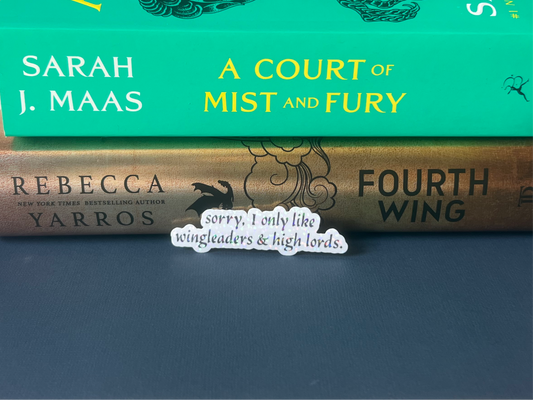 SARAH
J. MAAS
A COURT OF
MIST AND FURY
REBECCA
NEW YORK TIMES BESTSELLING AUTHOR
YARROS
FOURTH
WING
sorry, I only like
wingleaders & high lords.